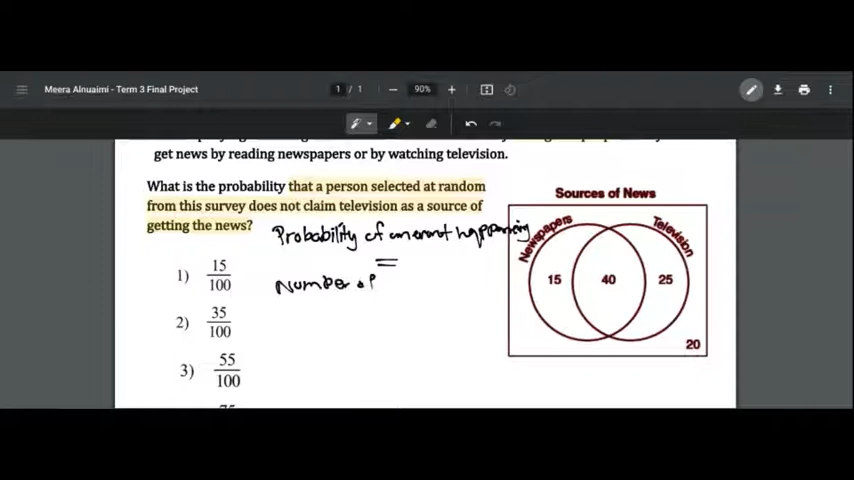 Meera Alnuaimi - Term 3 Final Project
1 / 1
90%
get news by reading newspapers or by watching television.
What is the probability that a person selected at random
from this survey does not claim television as a source of
getting the news?
Probability of an event happening
=
Number of
1) 15/100
2) 35/100
3) 55/100
Sources of News
Newspapers
Television
15
40
25
20